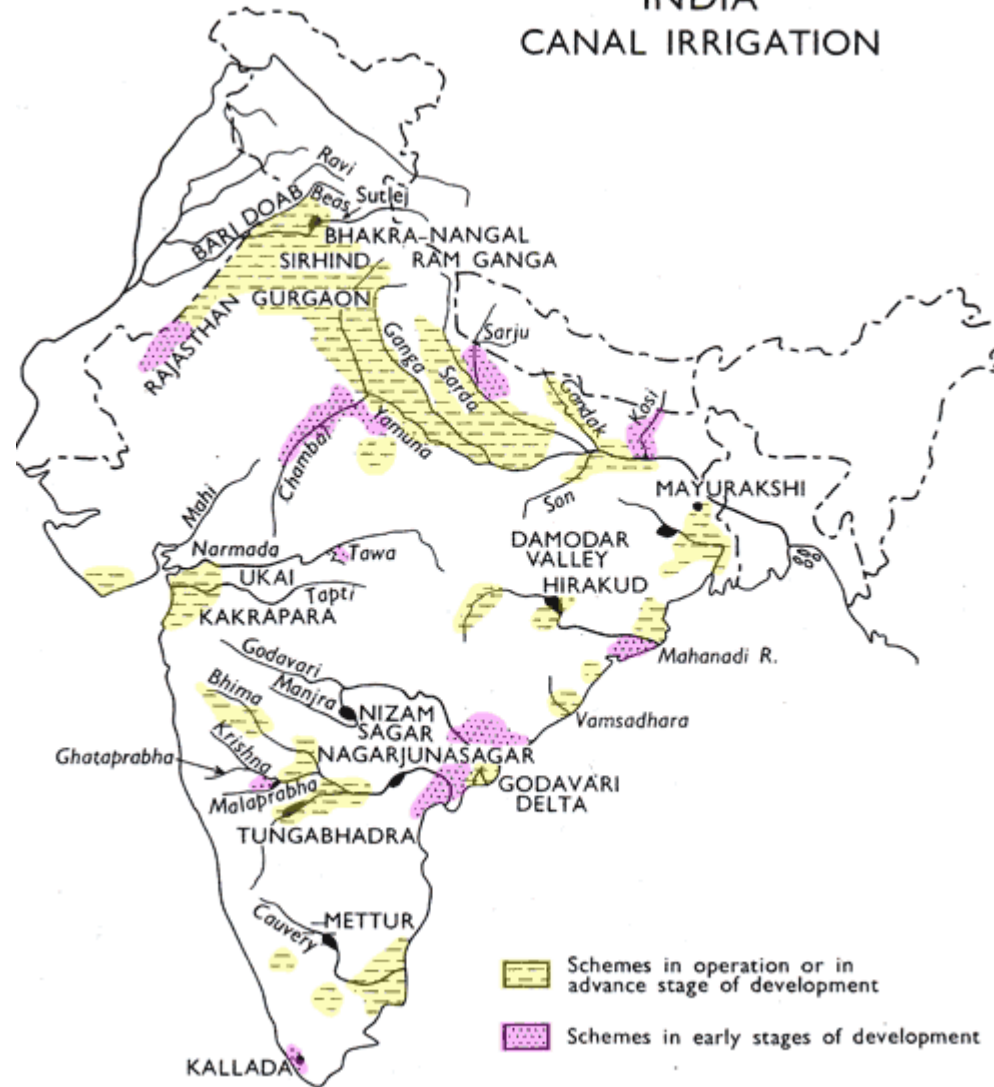 INDIA
CANAL IRRIGATION
Ravi
Beas
Sutlej
BARI DOAB
BHAKRA-NANGAL
SIRHIND
RAM GANGA
GURGAON
RAJASTHAN
Ganga
Sarda
Sarju
Gandak
Kosi
Yamuna
Chambal
Son
MAYURAKSHI
Mahi
DAMODAR
VALLEY
Narmada
Tawa
UKAI
HIRAKUD
Tapti
KAKRAPARA
Mahanadi R.
Godavari
Bhima
Manjra
NIZAM
SAGAR
Vamsadhara
Krishna
NAGARJUNASAGAR
Ghataprabha
Malaprabha
GODAVARI
DELTA
TUNGABHADRA
Cauvery
METTUR
Schemes in operation or in
advance stage of development
Schemes in early stages of development
KALLADA